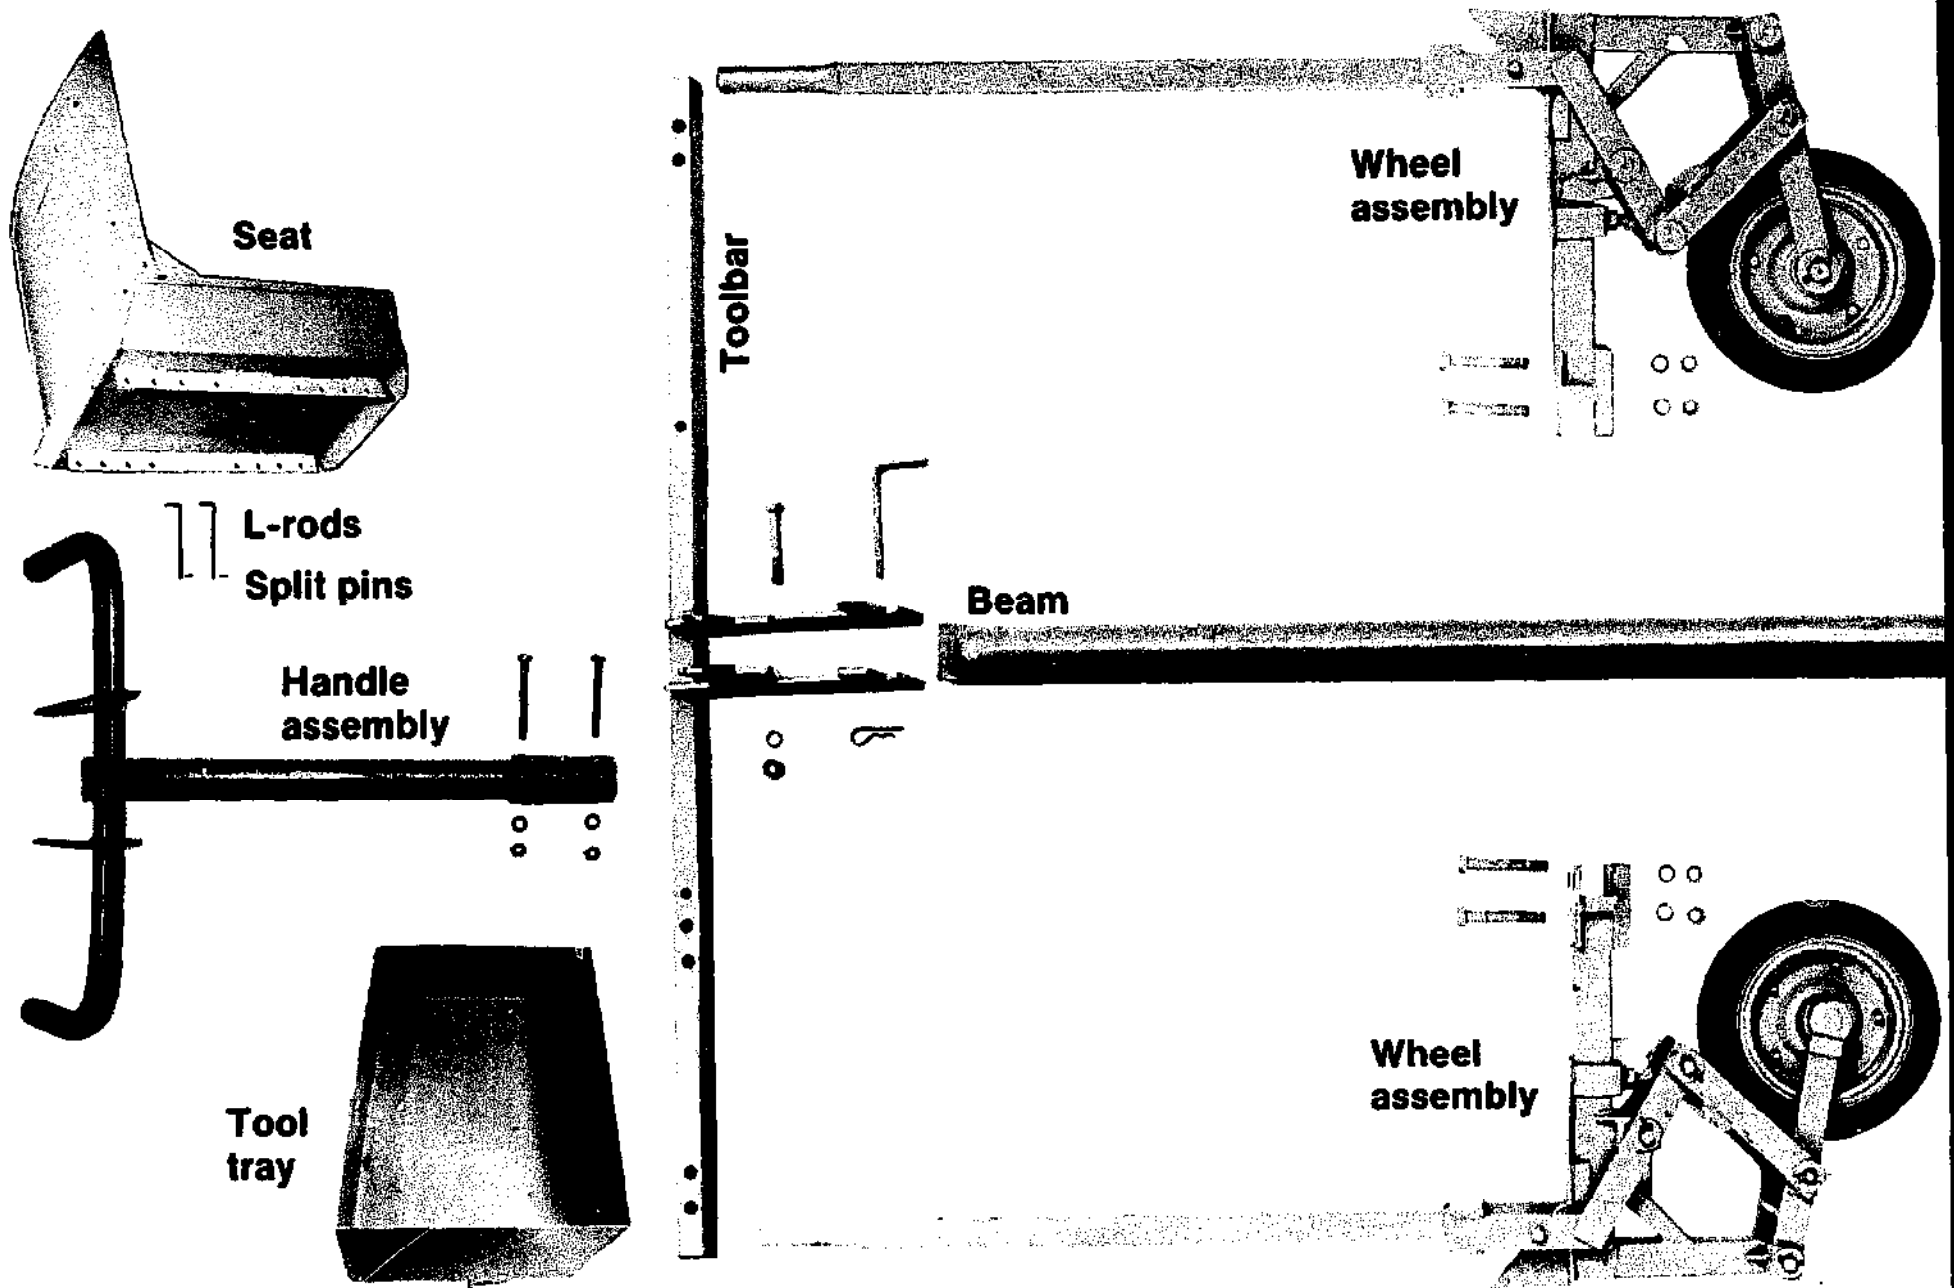 Wheel
assembly
Seat
Toolbar
L-rods
Split pins
Beam
Handle
assembly
Wheel
assembly
Tool
tray